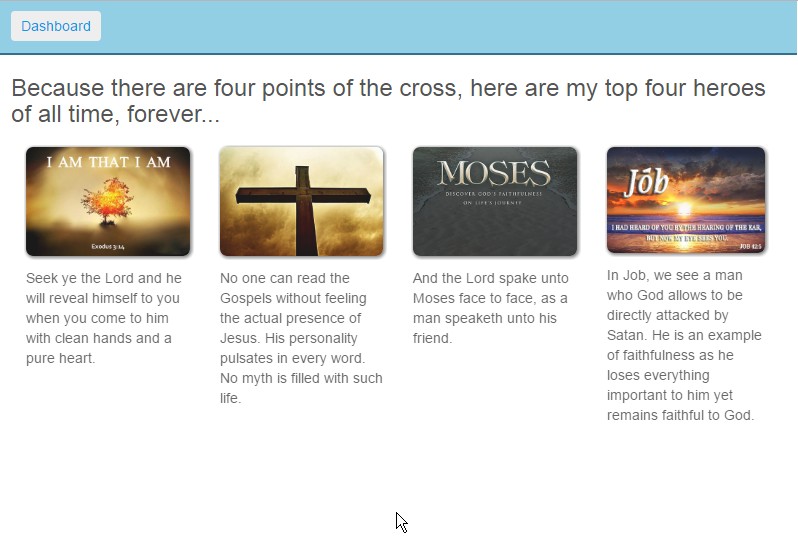 Dashboard
Because there are four points of the cross, here are my top four heroes
of all time, forever...
I AM THAT I AM
Exodus 3:14
Seek ye the Lord and he
will reveal himself to you
when you come to him
with clean hands and a
pure heart.
No one can read the
Gospels without feeling
the actual presence of
Jesus. His personality
pulsates in every word.
No myth is filled with such
life.
MOSES
DISCOVER GOD'S FAITHFULNESS
ON LIFE'S JOURNEY
And the Lord spake unto
Moses face to face, as a
man speaketh unto his
friend.
Jób
I HAD HEARD OF YOU BY THE HEARING OF THE EAR,
BUT NOW MY EYE SEES YOU.
JOB 42:5
In Job, we see a man
who God allows to be
directly attacked by
Satan. He is an example
of faithfulness as he
loses everything
important to him yet
remains faithful to God.